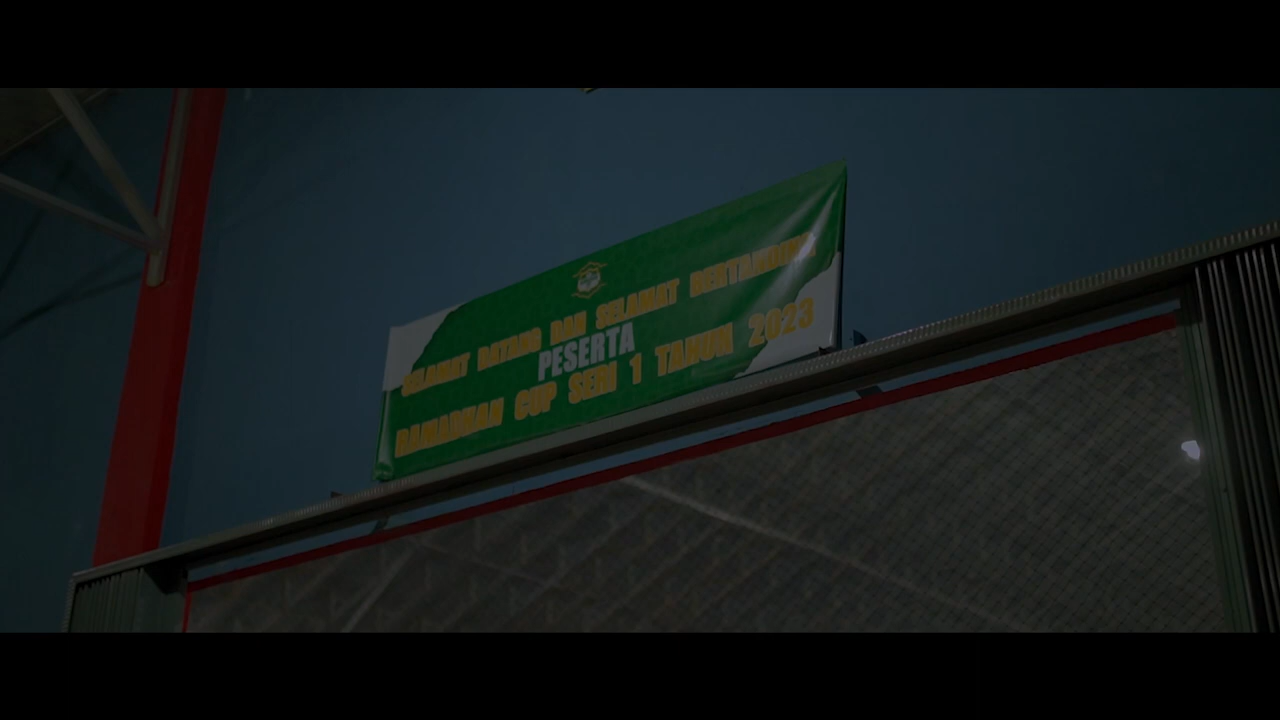 SELAMAT DATANG DAN SELAMAT BERTANDING
PESERTA
RAMADHAN CUP SERI 1 TAHUN 2023